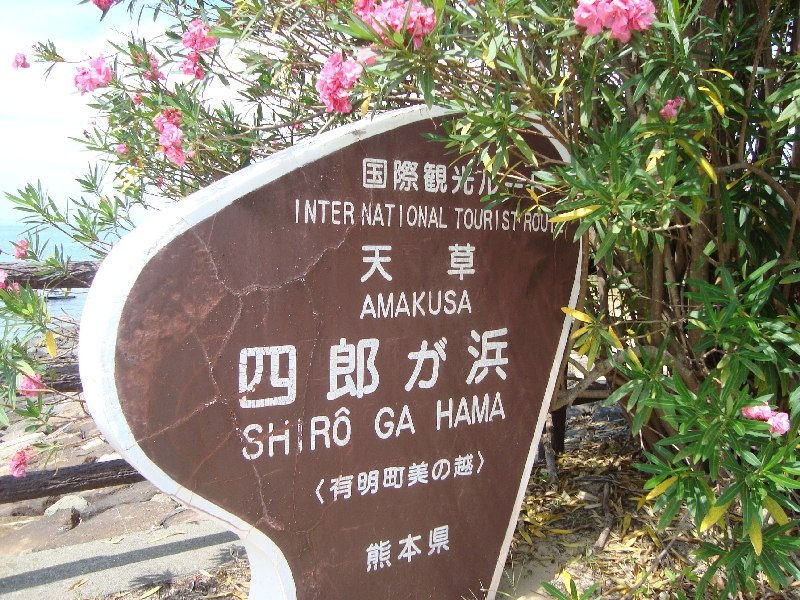 国際観光ルート
INTERNATIONAL TOURIST ROUTE
天草
AMAKUSA
四郎が浜
SHIRÔ GA HAMA
〈有明町美の越〉
熊本県